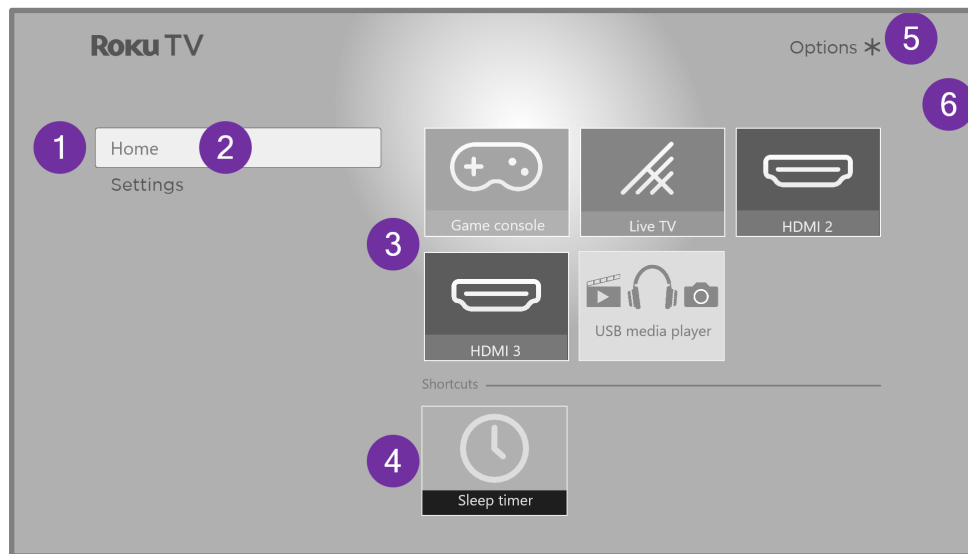 Roku TV
Options *
5
6
1
Home
2
Settings
Game console
Live TV
HDMI 2
3
HDMI 3
USB media player
Shortcuts
4
Sleep timer